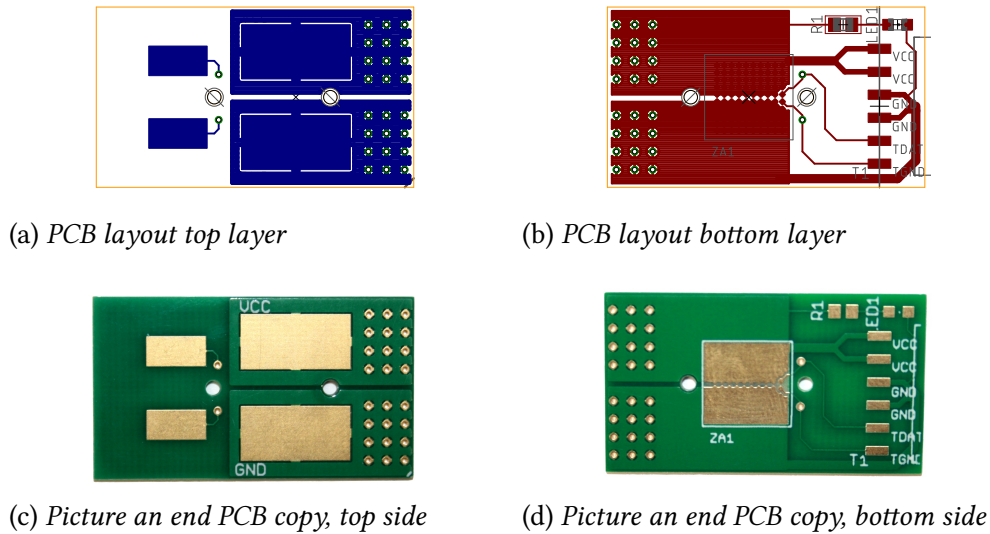 R1
LED1
VCC
VCC
GND
GND
TDAT
TGND
T1
ZA1
(a) PCB layout top layer
(b) PCB layout bottom layer
VCC
GND
R1
LED1
VCC
VCC
GND
GND
TDAT
TGND
T1
ZA1
(c) Picture an end PCB copy, top side
(d) Picture an end PCB copy, bottom side